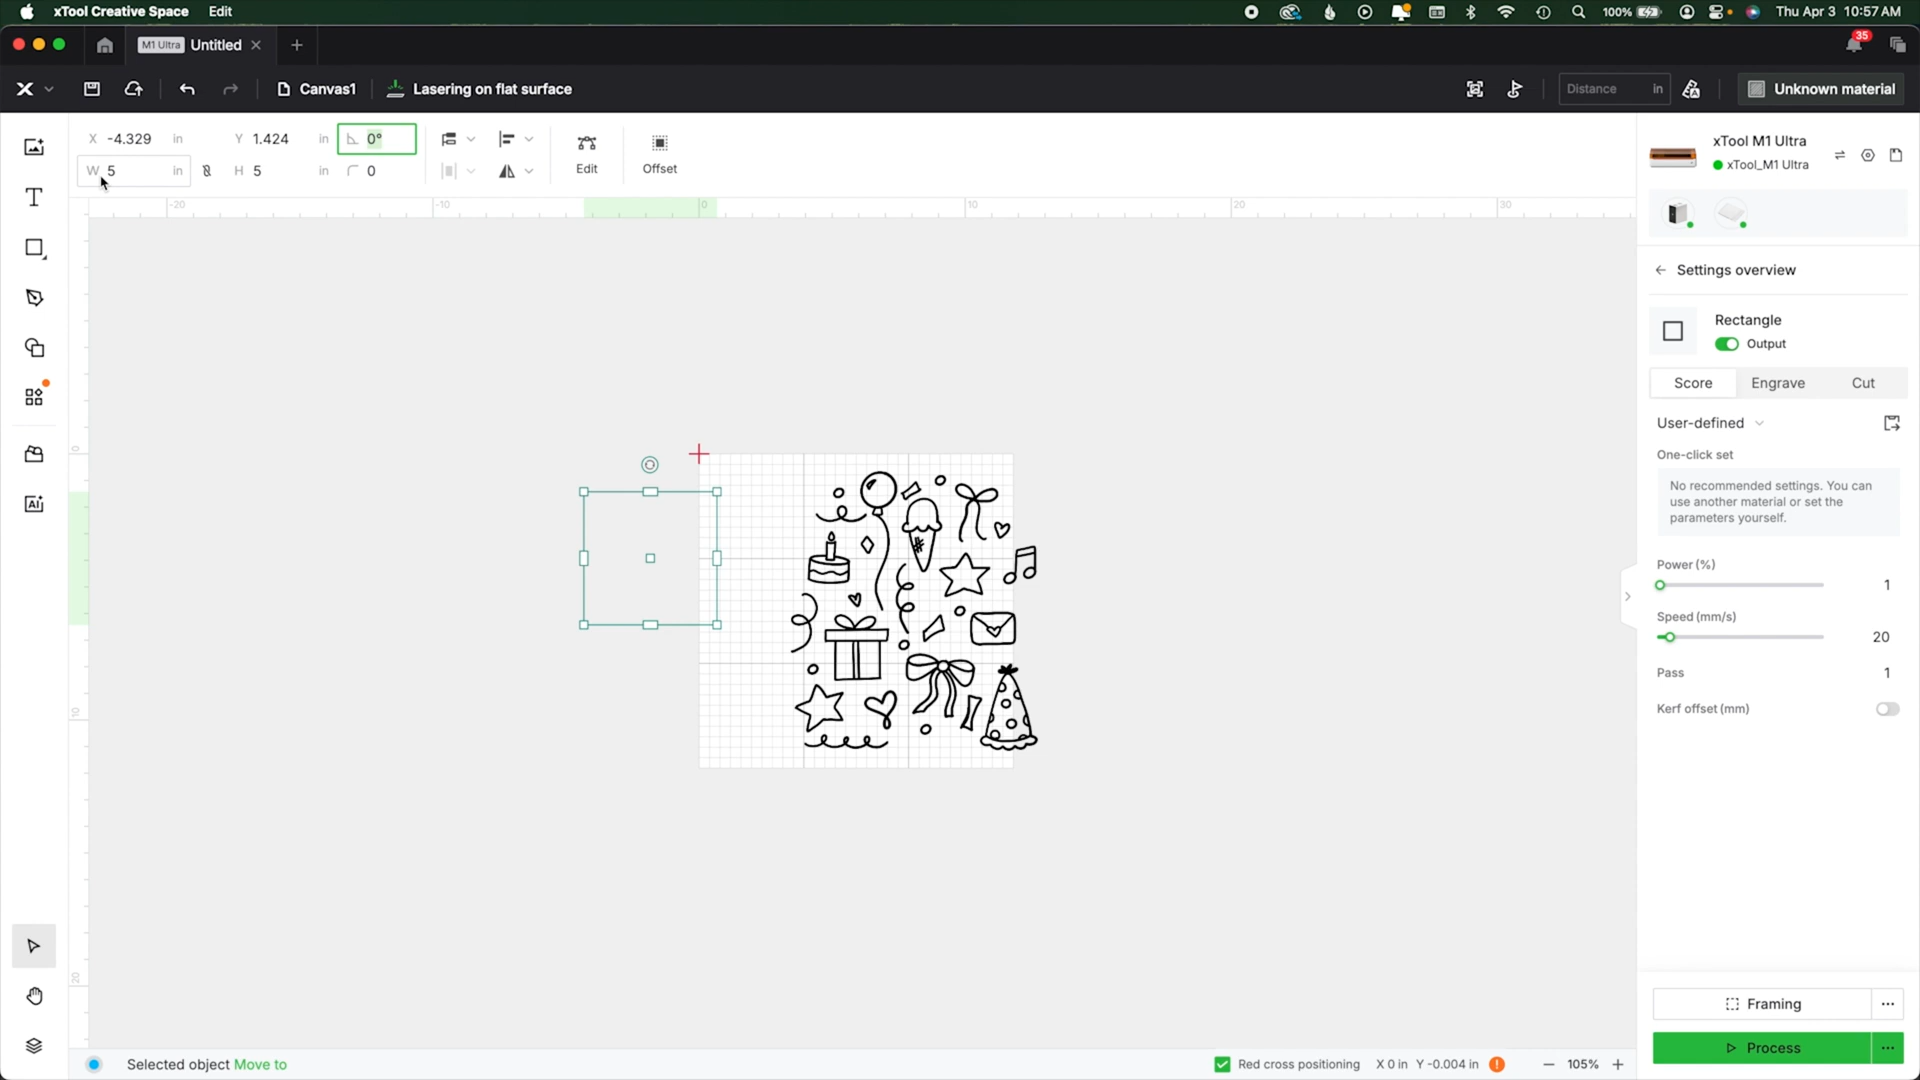 xTool Creative Space Edit 100% Thu Apr 3 10:57 AM
M1 Ultra Untitled 35
Canvas1 Lasering on flat surface Distance in Unknown material
X -4.329 in Y 1.424 in 0°
W 5 in H 5 in 0
Edit
Offset
xTool M1 Ultra
xTool_M1 Ultra
-20 -10 0 10 20 30
0
10
20
T
AI
Settings overview
Rectangle
Output
Score Engrave Cut
User-defined
One-click set
No recommended settings. You can
use another material or set the
parameters yourself.
Power (%)
1
Speed (mm/s)
20
Pass 1
Kerf offset (mm)
Framing
Process
Selected object Move to
Red cross positioning X 0 in Y -0.004 in
105%